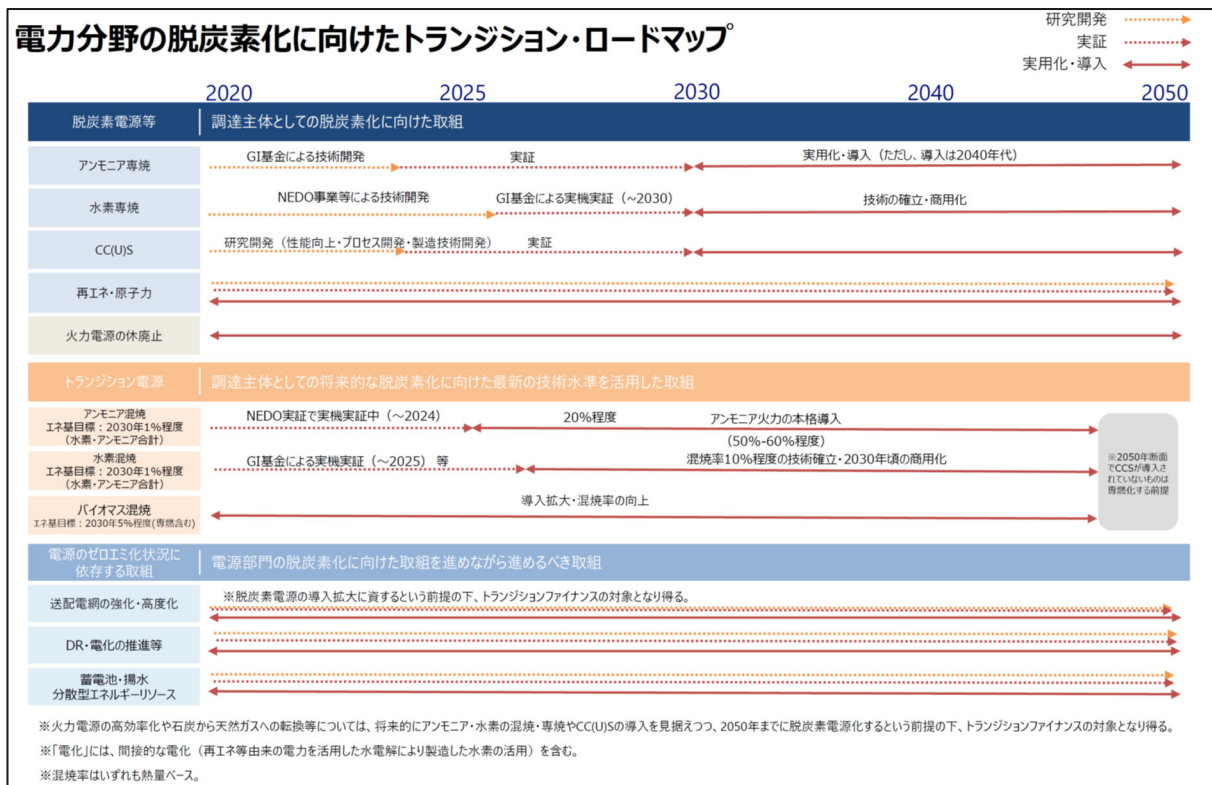 電力分野の脱炭素化に向けたトランジション・ロードマップ
研究開発
実証
実用化・導入
2020 2025 2030 2040 2050
脱炭素電源等 調達主体としての脱炭素化に向けた取組
アンモニア専焼 GI基金による技術開発 実証 実用化・導入（ただし、導入は2040年代）
水素専焼 NEDO事業等による技術開発 GI基金による実機実証（～2030） 技術の確立・商用化
CC(U)S 研究開発（性能向上・プロセス開発・製造技術開発） 実証
再エネ・原子力
火力電源の休廃止
トランジション電源 調達主体としての将来的な脱炭素化に向けた最新の技術水準を活用した取組
アンモニア混焼
エネ基目標：2030年1%程度
（水素・アンモニア合計）
NEDO実証で実機実証中（～2024） 20%程度 アンモニア火力の本格導入
（50%-60%程度）
水素混焼
エネ基目標：2030年1%程度
（水素・アンモニア合計）
GI基金による実機実証（～2025）等 混焼率10%程度の技術確立・2030年頃の商用化
バイオマス混焼
エネ基目標：2030年5%程度(専燃含む)
導入拡大・混焼率の向上
※2050年断面
でCCSが導入さ
れていないものは
専燃化する前提
電源のゼロエミ化状況に
依存する取組
電源部門の脱炭素化に向けた取組を進めながら進めるべき取組
送配電網の強化・高度化 ※脱炭素電源の導入拡大に資するという前提の下、トランジションファイナンスの対象となり得る。
DR・電化の推進等
蓄電池・揚水
分散型エネルギーリソース
※火力電源の高効率化や石炭から天然ガスへの転換等については、将来的にアンモニア・水素の混焼・専焼やCC(U)Sの導入を見据えつつ、2050年までに脱炭素電源化するという前提の下、トランジションファイナンスの対象となり得る。
※「電化」には、間接的な電化（再エネ等由来の電力を活用した水電解により製造した水素の活用）を含む。
※混焼率はいずれも熱量ベース。